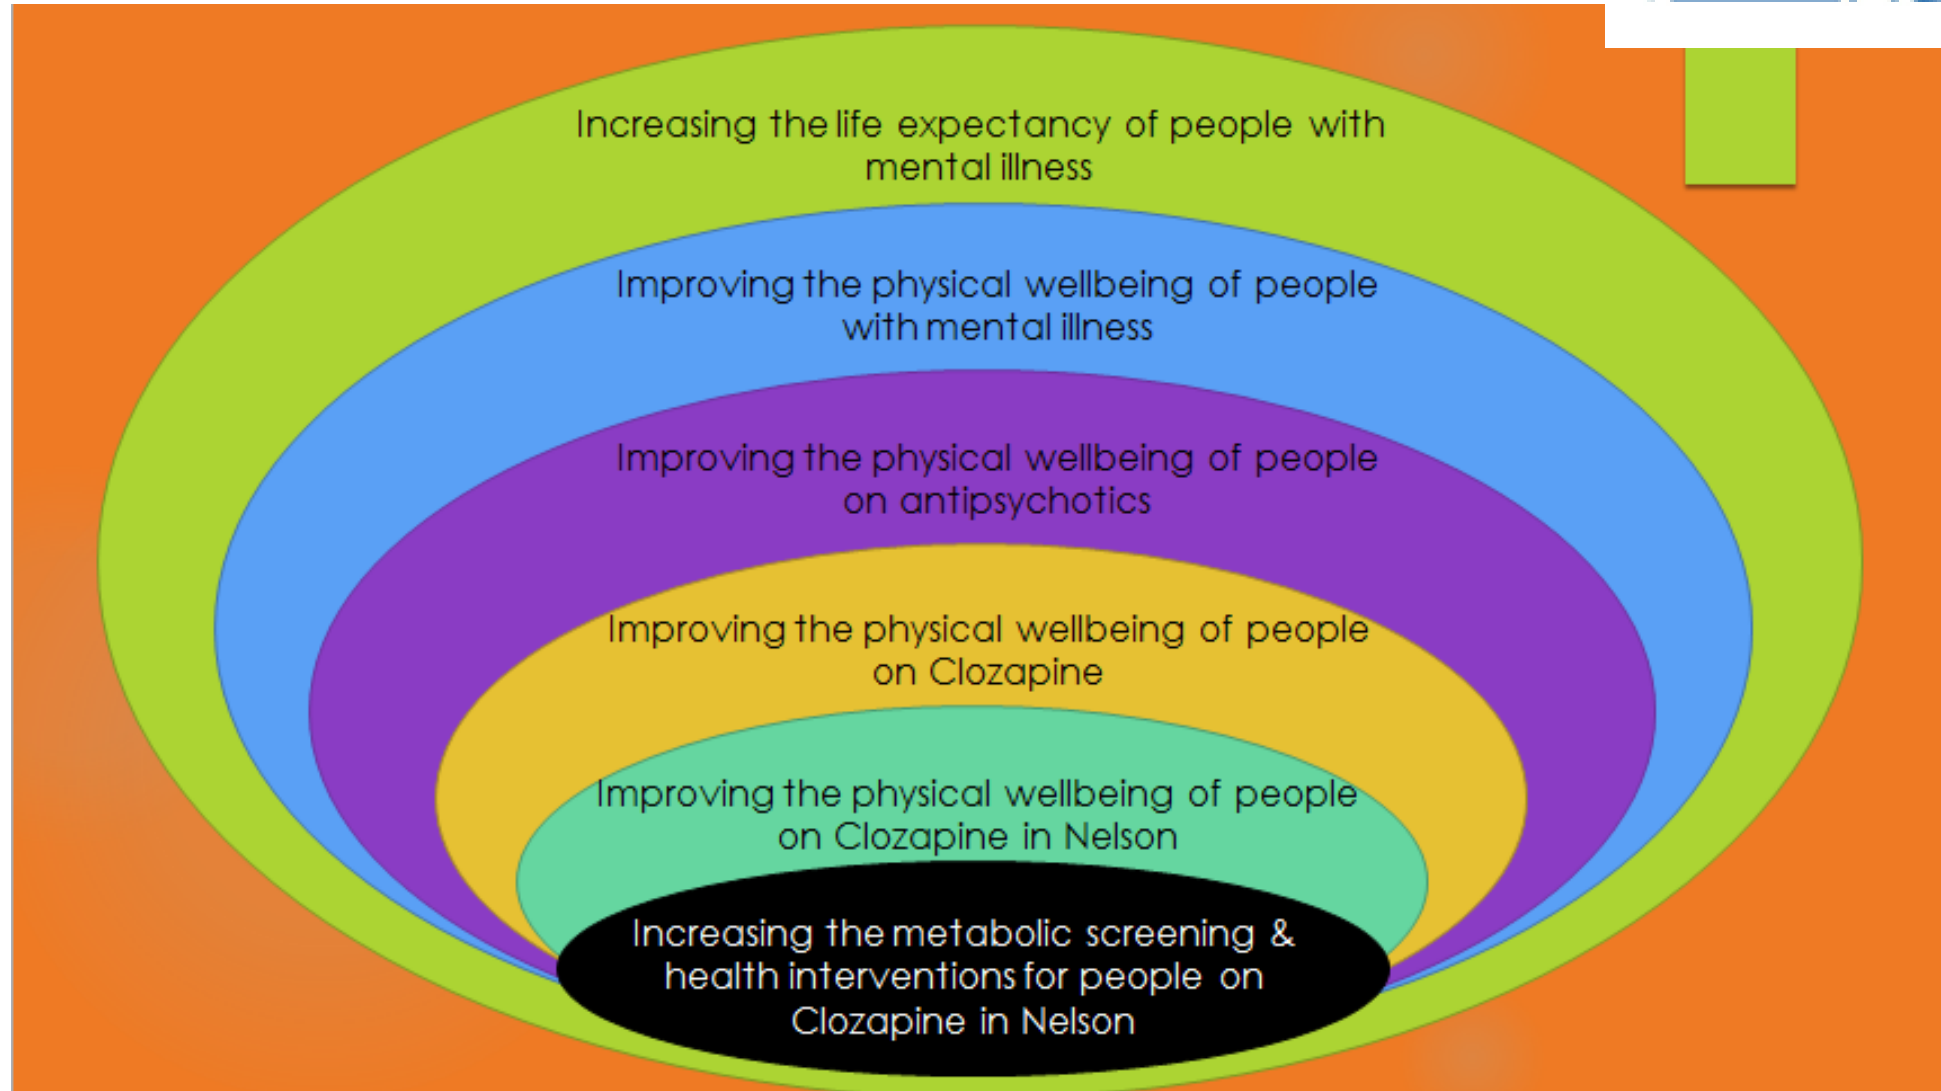 Increasing the life expectancy of people with
mental illness
Improving the physical wellbeing of people
with mental illness
Improving the physical wellbeing of people
on antipsychotics
Improving the physical wellbeing of people
on Clozapine
Improving the physical wellbeing of people
on Clozapine in Nelson
Increasing the metabolic screening &
health interventions for people on
Clozapine in Nelson